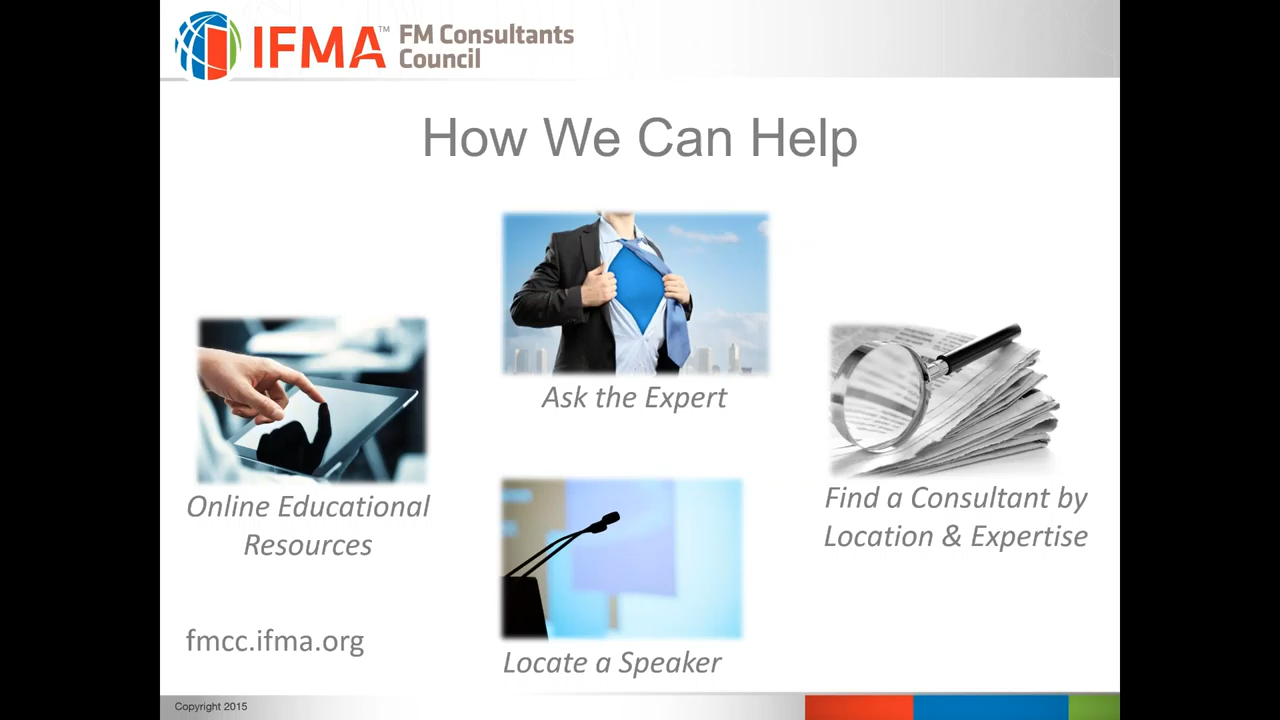 IFMA™ FM Consultants
Council
How We Can Help
Ask the Expert
Online Educational
Resources
Find a Consultant by
Location & Expertise
Locate a Speaker
fmcc.ifma.org
Copyright 2015